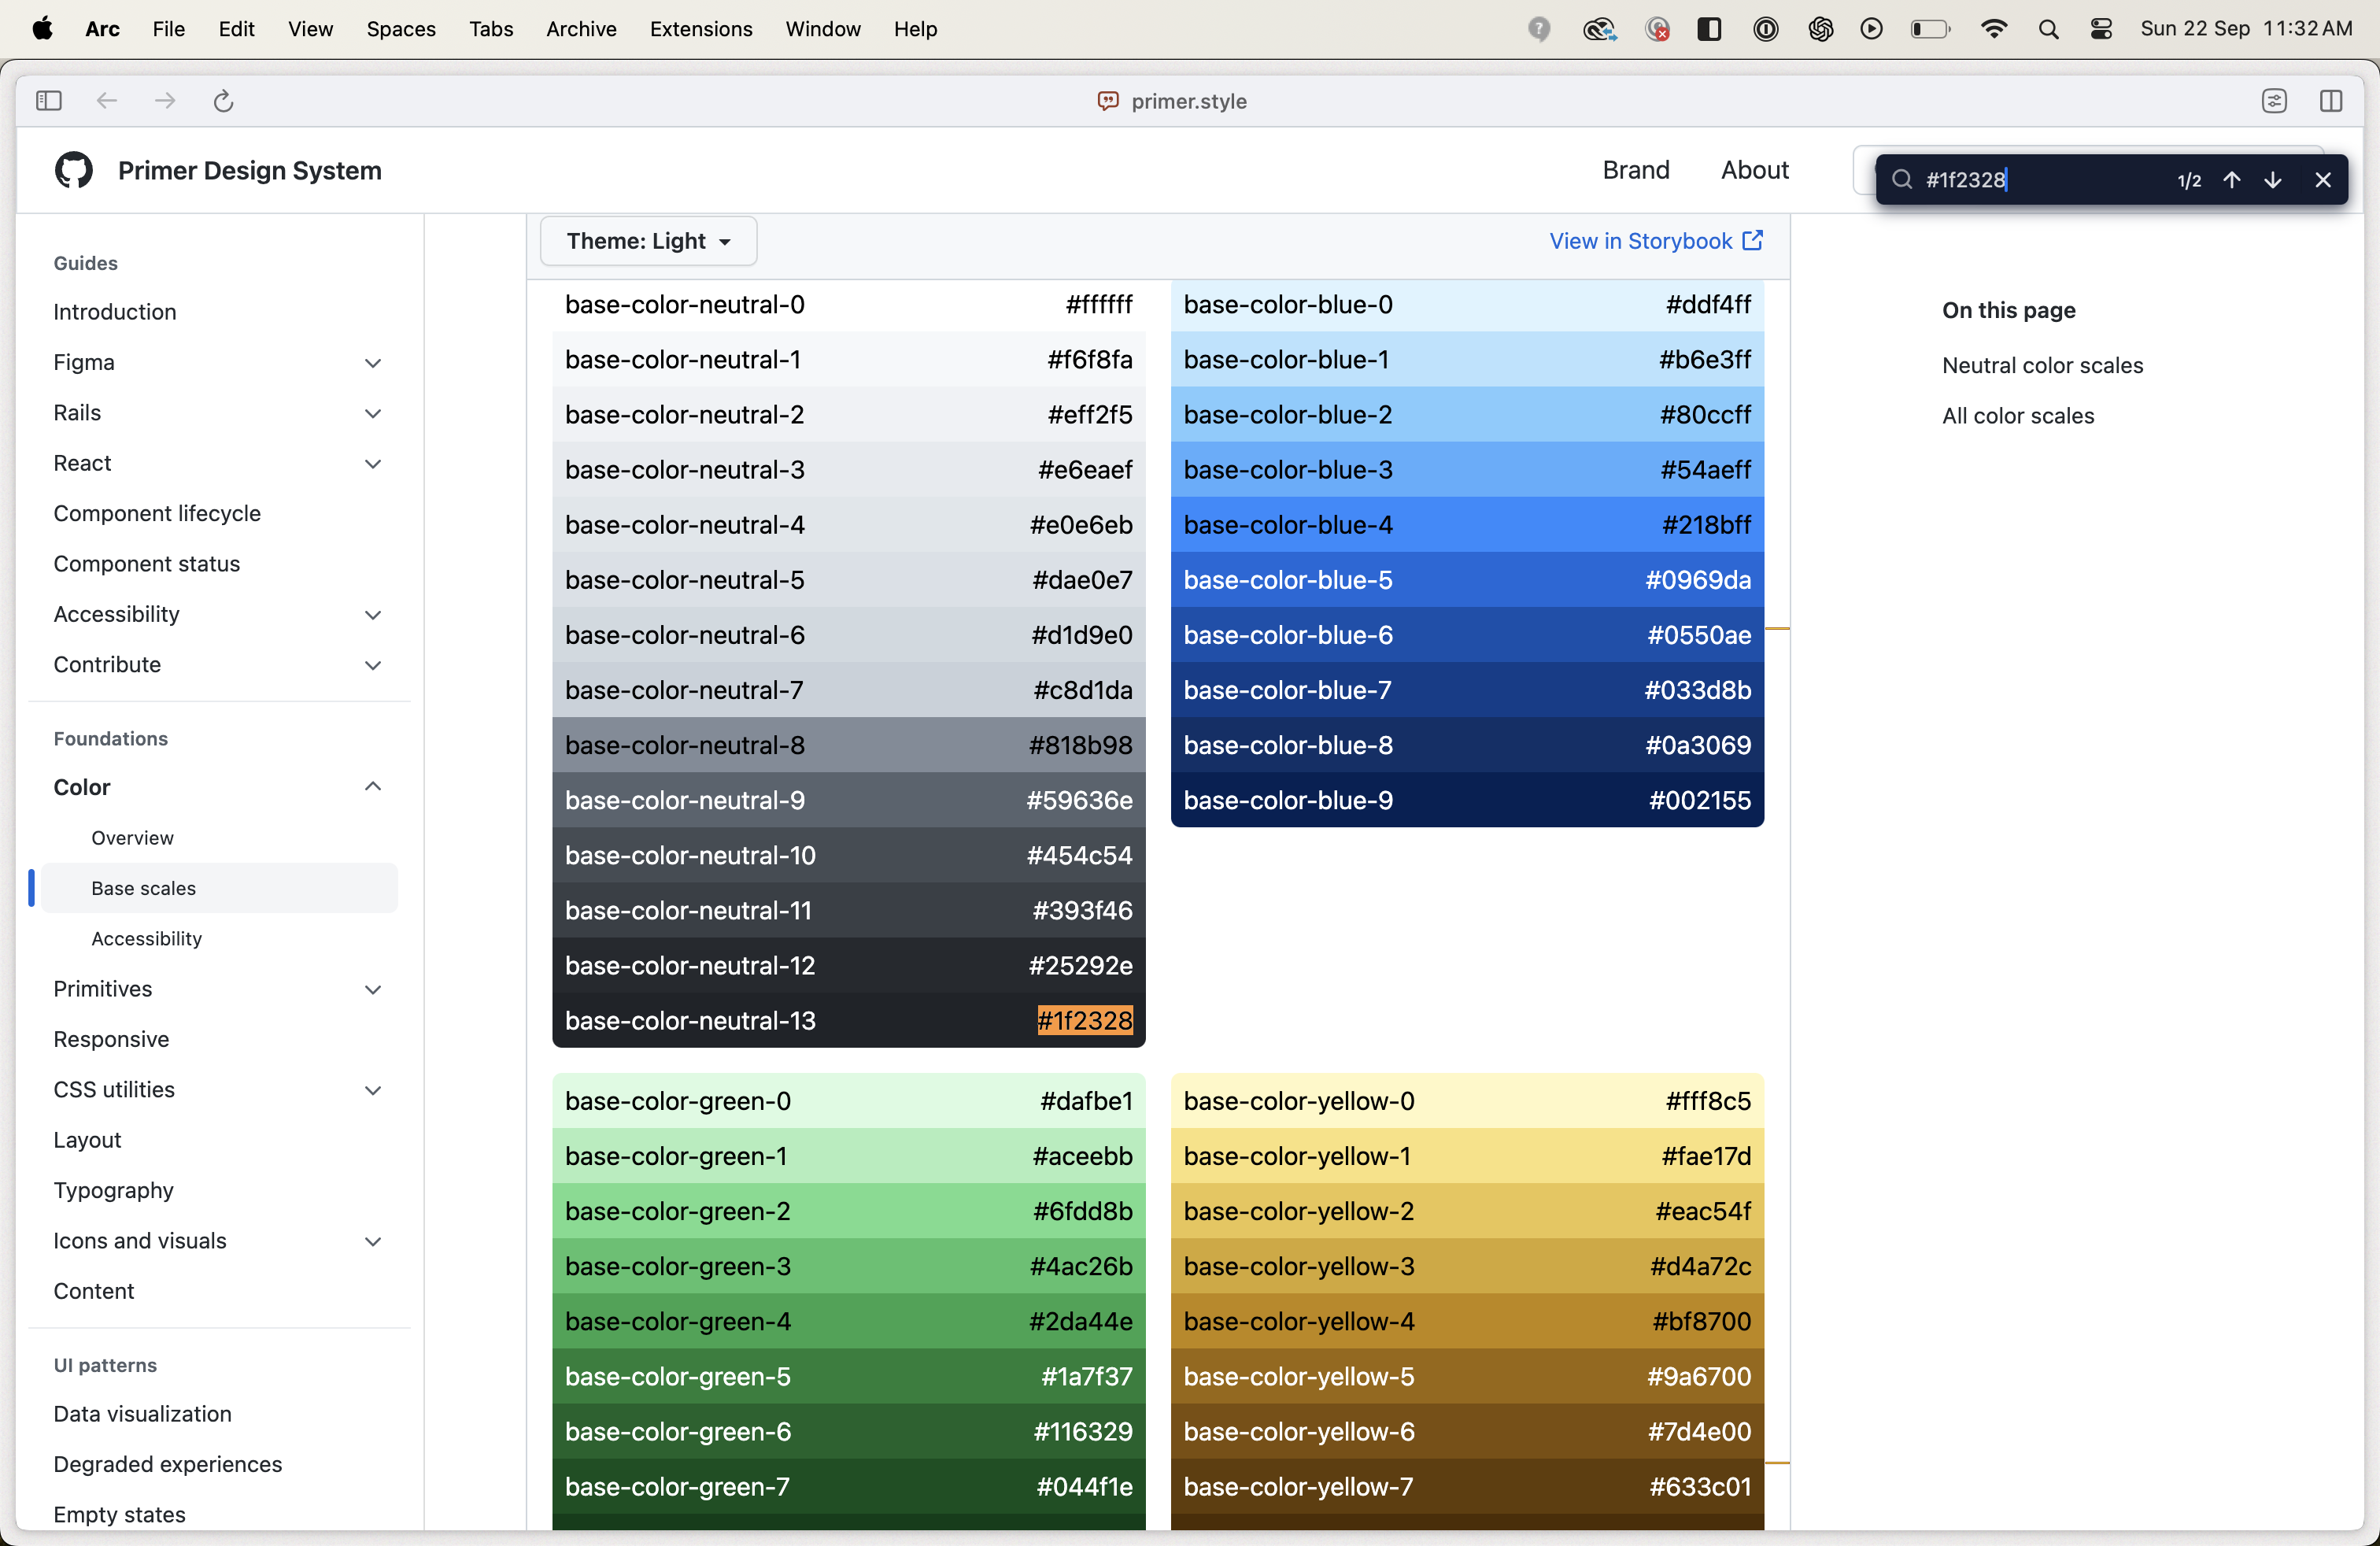 Arc File Edit View Spaces Tabs Archive Extensions Window Help Sun 22 Sep 11:32 AM
primer.style
Primer Design System
Brand About
#1f2328 1/2
Guides
Introduction
Figma
Rails
React
Component lifecycle
Component status
Accessibility
Contribute
Foundations
Color
Overview
Base scales
Accessibility
Primitives
Responsive
CSS utilities
Layout
Typography
Icons and visuals
Content
UI patterns
Data visualization
Degraded experiences
Empty states
Theme: Light
View in Storybook
base-color-neutral-0 #ffffff
base-color-neutral-1 #f6f8fa
base-color-neutral-2 #eff2f5
base-color-neutral-3 #e6eaef
base-color-neutral-4 #e0e6eb
base-color-neutral-5 #dae0e7
base-color-neutral-6 #d1d9e0
base-color-neutral-7 #c8d1da
base-color-neutral-8 #818b98
base-color-neutral-9 #59636e
base-color-neutral-10 #454c54
base-color-neutral-11 #393f46
base-color-neutral-12 #25292e
base-color-neutral-13 #1f2328
base-color-blue-0 #ddf4ff
base-color-blue-1 #b6e3ff
base-color-blue-2 #80ccff
base-color-blue-3 #54aeff
base-color-blue-4 #218bff
base-color-blue-5 #0969da
base-color-blue-6 #0550ae
base-color-blue-7 #033d8b
base-color-blue-8 #0a3069
base-color-blue-9 #002155
base-color-green-0 #dafbe1
base-color-green-1 #aceebb
base-color-green-2 #6fdd8b
base-color-green-3 #4ac26b
base-color-green-4 #2da44e
base-color-green-5 #1a7f37
base-color-green-6 #116329
base-color-green-7 #044f1e
base-color-yellow-0 #fff8c5
base-color-yellow-1 #fae17d
base-color-yellow-2 #eac54f
base-color-yellow-3 #d4a72c
base-color-yellow-4 #bf8700
base-color-yellow-5 #9a6700
base-color-yellow-6 #7d4e00
base-color-yellow-7 #633c01
On this page
Neutral color scales
All color scales